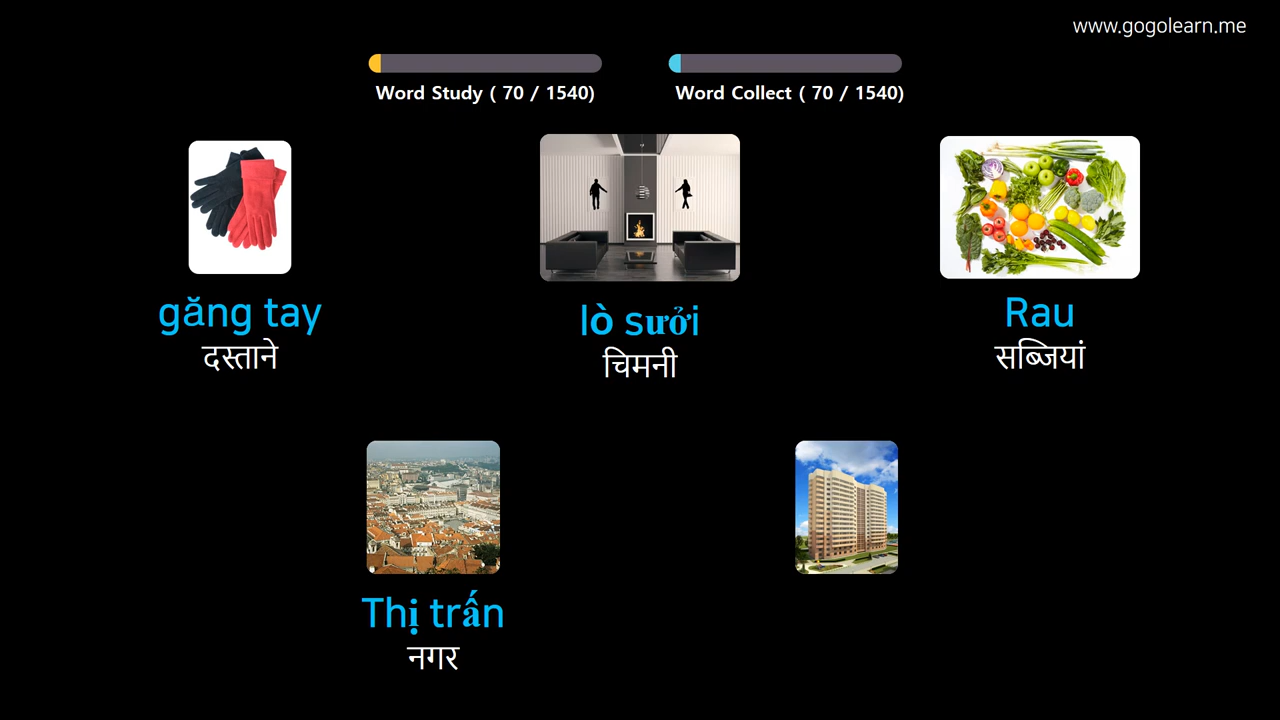 www.gogolearn.me
Word Study ( 70 / 1540)
Word Collect ( 70 / 1540)
găng tay
दस्ताने
lò sưởi
चिमनी
Rau
सब्जियां
Thị trấn
नगर